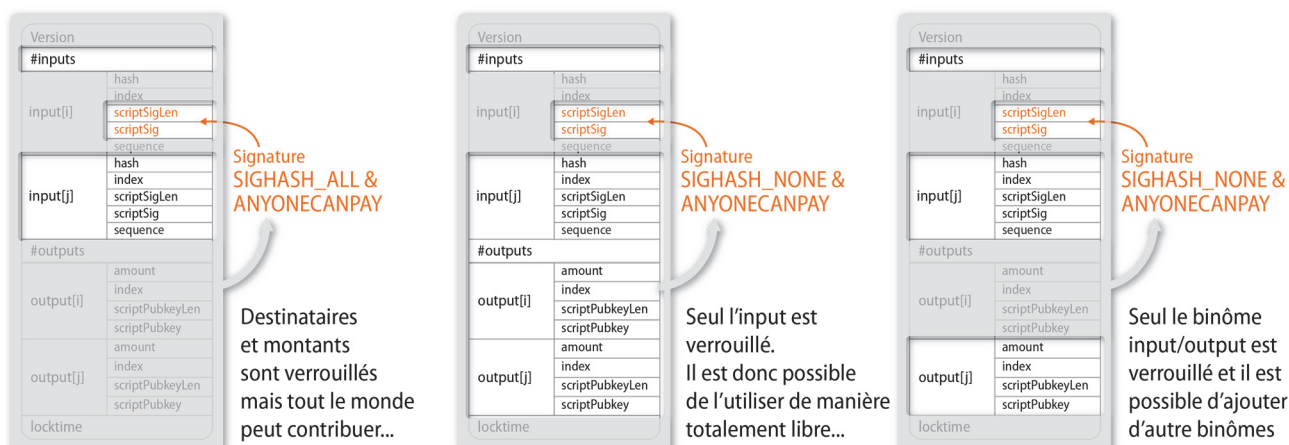 Version
#inputs
input[i]
hash
index
scriptSigLen
scriptSig
sequence
input[j]
hash
index
scriptSigLen
scriptSig
sequence
#outputs
output[i]
amount
index
scriptPubkeyLen
scriptPubkey
output[j]
amount
index
scriptPubkeyLen
scriptPubkey
locktime
Signature
SIGHASH_ALL &
ANYONECANPAY
Destinataires
et montants
sont verrouillés
mais tout le monde
peut contribuer...
Version
#inputs
input[i]
hash
index
scriptSigLen
scriptSig
sequence
input[j]
hash
index
scriptSigLen
scriptSig
sequence
#outputs
output[i]
amount
index
scriptPubkeyLen
scriptPubkey
output[j]
amount
index
scriptPubkeyLen
scriptPubkey
locktime
Signature
SIGHASH_NONE &
ANYONECANPAY
Seul l'input est
verrouillé.
Il est donc possible
de l'utiliser de manière
totalement libre...
Version
#inputs
input[i]
hash
index
scriptSigLen
scriptSig
sequence
input[j]
hash
index
scriptSigLen
scriptSig
sequence
#outputs
output[i]
amount
index
scriptPubkeyLen
scriptPubkey
output[j]
amount
index
scriptPubkeyLen
scriptPubkey
locktime
Signature
SIGHASH_NONE &
ANYONECANPAY
Seul le binôme
input/output est
verrouillé et il est
possible d'ajouter
d'autre binômes